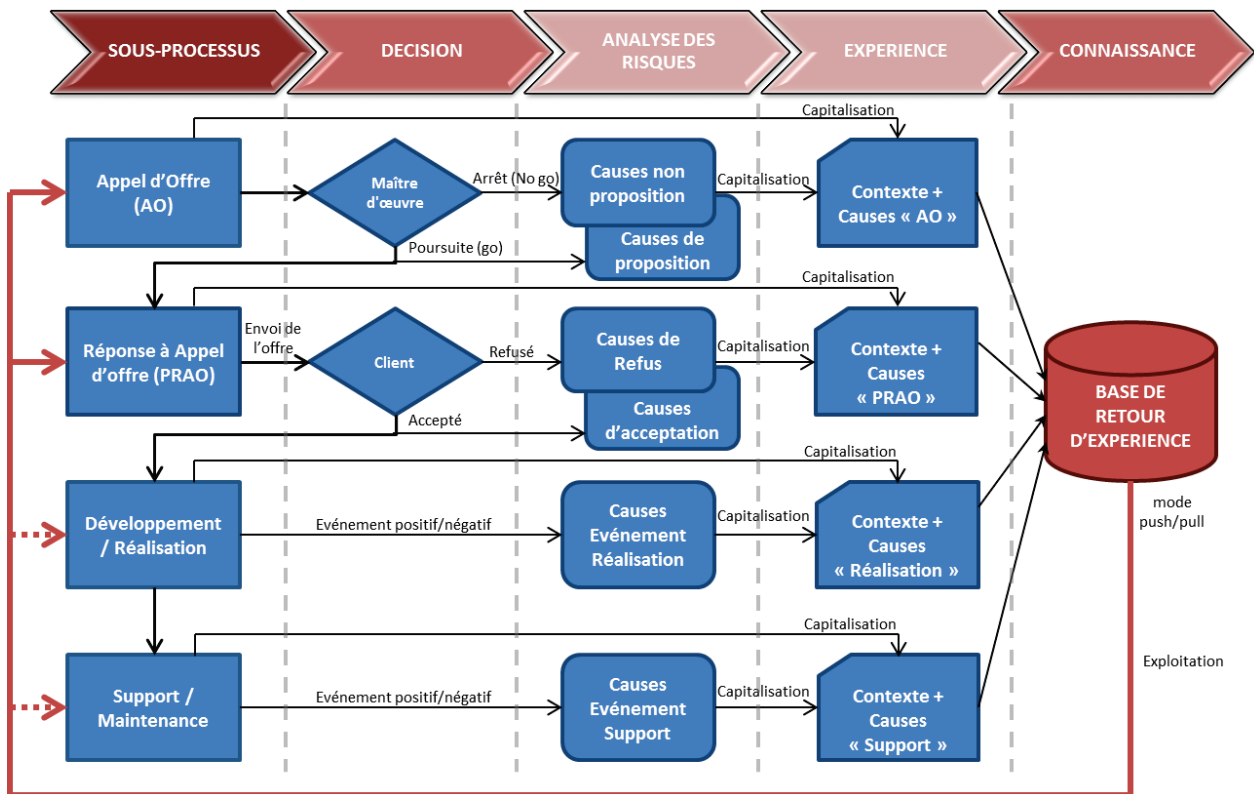 SOUS-PROCESSUS
DECISION
ANALYSE DES
RISQUES
EXPERIENCE
CONNAISSANCE
Capitalisation
Appel d'Offre
(AO)
Maître
d'œuvre
Arrêt (No go)
Causes non
proposition
Capitalisation
Contexte +
Causes « AO »
Poursuite (go)
Causes de
proposition
Capitalisation
Réponse à Appel
d'offre (PRAO)
Envoi de
l'offre
Client
Refusé
Causes de
Refus
Capitalisation
Contexte +
Causes
« PRAO »
Accepté
Causes
d'acceptation
BASE DE
RETOUR
D'EXPERIENCE
Capitalisation
Développement
/ Réalisation
Evénement positif/négatif
Causes
Evénement
Réalisation
Capitalisation
Contexte +
Causes
« Réalisation »
mode
push/pull
Capitalisation
Support /
Maintenance
Evénement positif/négatif
Causes
Evénement
Support
Capitalisation
Contexte +
Causes
« Support »
Exploitation